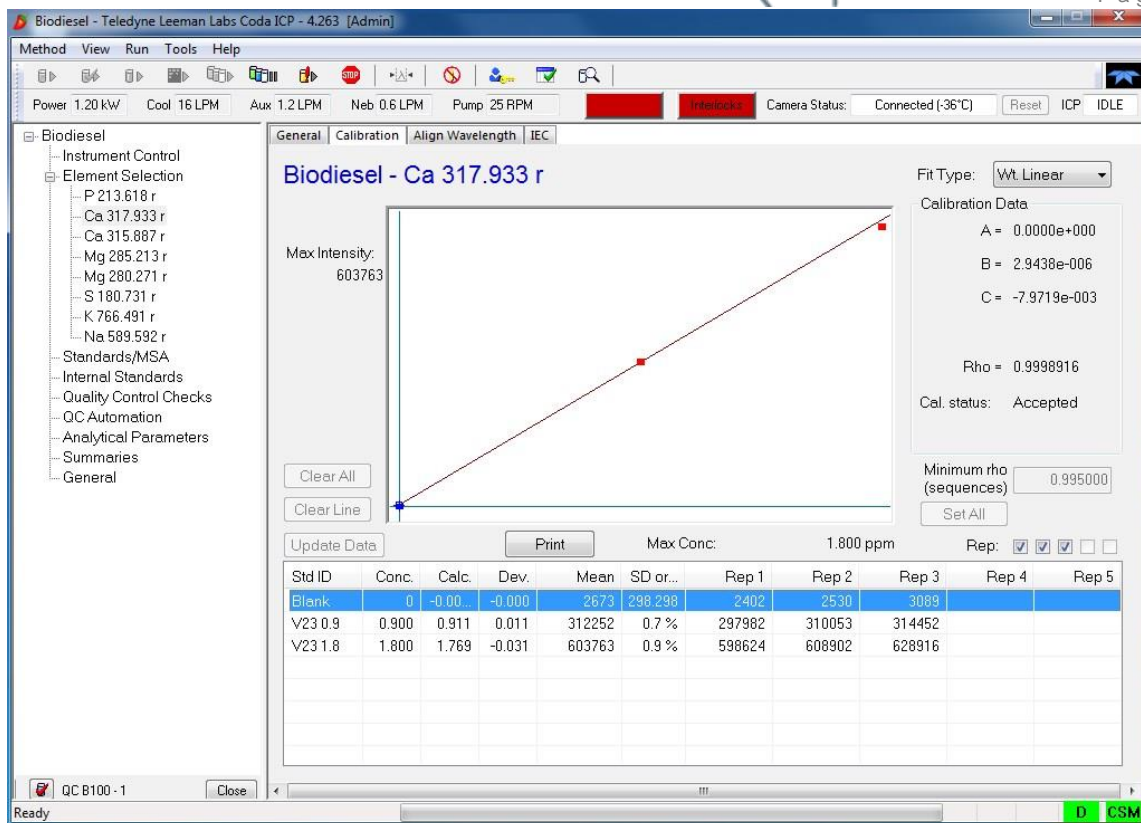 Biodiesel - Teledyne Leeman Labs Coda ICP - 4.263 [Admin]
Method View Run Tools Help
STOP
Power 1.20 kW Cool 16 LPM Aux 1.2 LPM Neb 0.6 LPM Pump 25 RPM Interlocks Camera Status: Connected (-36°C) Reset ICP IDLE
Biodiesel
Instrument Control
Element Selection
P 213.618 r
Ca 317.933 r
Ca 315.887 r
Mg 285.213 r
Mg 280.271 r
S 180.731 r
K 766.491 r
Na 589.592 r
Standards/MSA
Internal Standards
Quality Control Checks
QC Automation
Analytical Parameters
Summaries
General
QC B100 - 1 Close
General Calibration Align Wavelength IEC
Biodiesel - Ca 317.933 r
Fit Type: Wt. Linear
Calibration Data
A = 0.0000e+000
B = 2.9438e-006
C = -7.9719e-003
Rho = 0.9998916
Cal. status: Accepted
Max Intensity:
603763
Clear All
Clear Line
Minimum rho
(sequences) 0.995000
Set All
Update Data Print Max Conc: 1.800 ppm Rep:
Std ID Conc. Calc. Dev. Mean SD or... Rep 1 Rep 2 Rep 3 Rep 4 Rep 5
Blank 0 -0.00... -0.000 2673 298.298 2402 2530 3089
V23 0.9 0.900 0.911 0.011 312252 0.7 % 297982 310053 314452
V23 1.8 1.800 1.769 -0.031 603763 0.9 % 598624 608902 628916
Ready D CSM